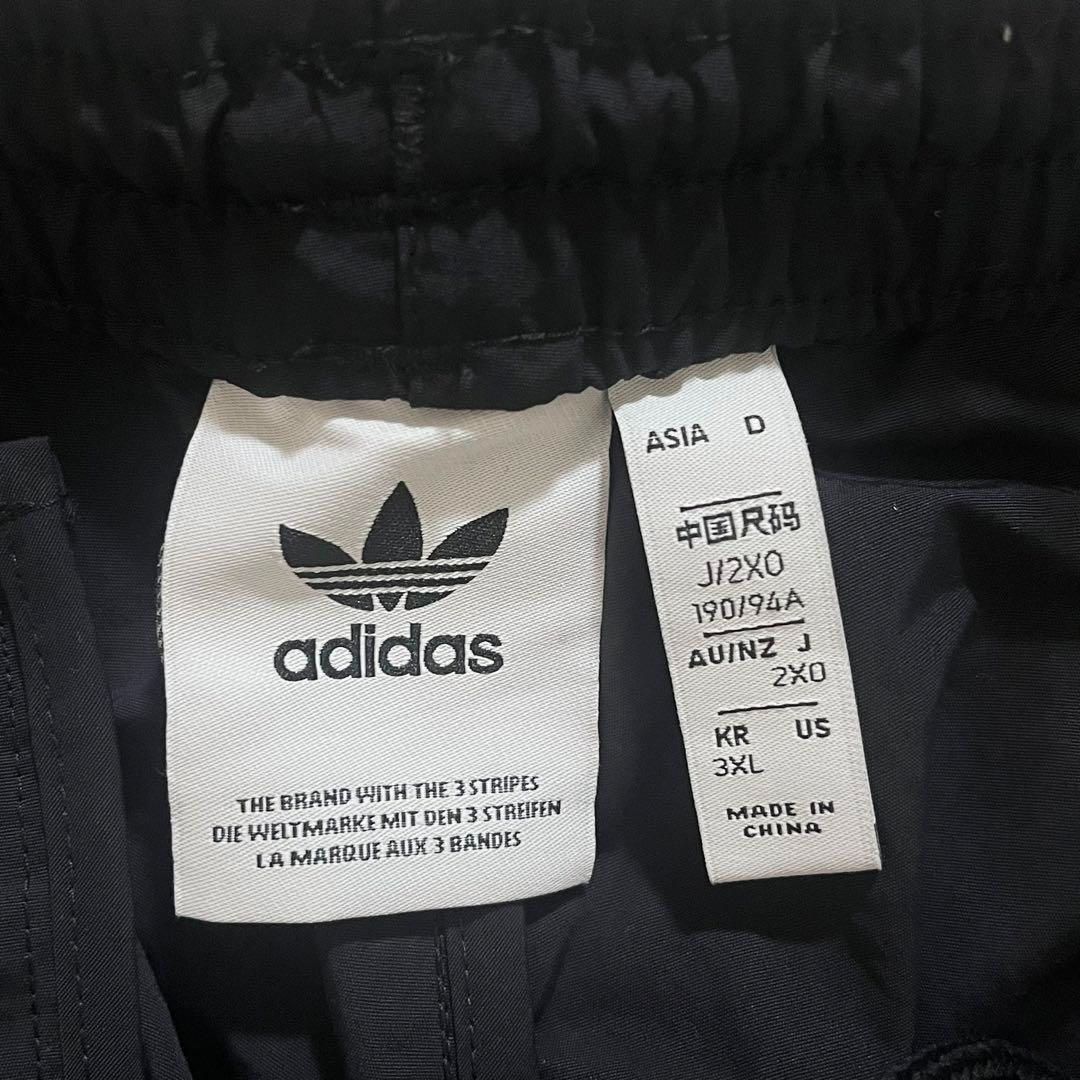 adidas
THE BRAND WITH THE 3 STRIPES
DIE WELTMARKE MIT DEN 3 STREIFEN
LA MARQUE AUX 3 BANDES
ASIA D
中国尺码
J/2XO
190/94A
AU/NZ J
2XO
KR US
3XL
MADE IN
CHINA